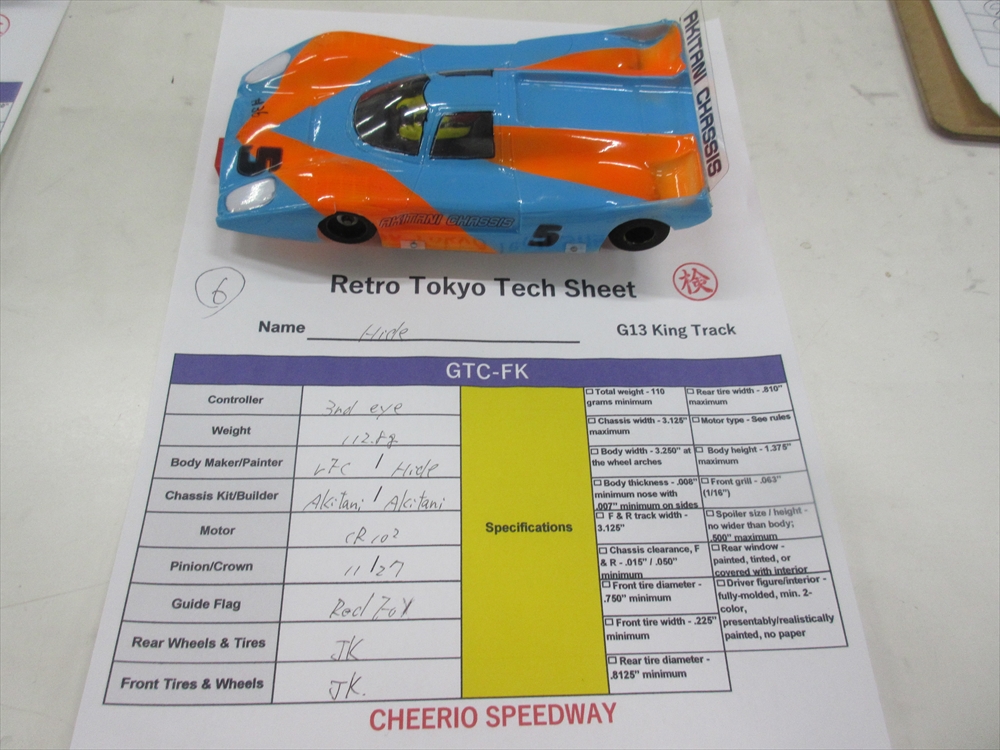 AKITANI CHASSIS
5
AKITANI CHASSIS
5
6
Retro Tokyo Tech Sheet
検
Name Hide
G13 King Track
GTC-FK
Controller 3nd eye
Weight 112.8g
Body Maker/Painter / Hide
Chassis Kit/Builder Akitani / Akitani
Motor CR102
Pinion/Crown 11/27
Guide Flag Red Fox
Rear Wheels & Tires JK
Front Tires & Wheels JK.
Specifications
☐ Total weight - 110
grams minimum
☐ Chassis width - 3.125"
maximum
☐ Body width - 3.250" at
the wheel arches
☐ Body thickness - .008"
minimum nose with
.007" minimum on sides
☐ F & R track width -
3.125"
☐ Chassis clearance, F
& R - .015" / .050"
minimum
☐ Front tire diameter -
.750" minimum
☐ Front tire width - .225"
minimum
☐ Rear tire diameter -
.8125" minimum
☐ Rear tire width - .810"
maximum
☐ Motor type - See rules
☐ Body height - 1.375"
maximum
☐ Front grill - .063"
(1/16")
☐ Spoiler size / height -
no wider than body;
.500" maximum
☐ Rear window -
painted, tinted, or
covered with interior
☐ Driver figure/interior -
fully-molded, min. 2-
color,
presentably/realistically
painted, no paper
CHEERIO SPEEDWAY